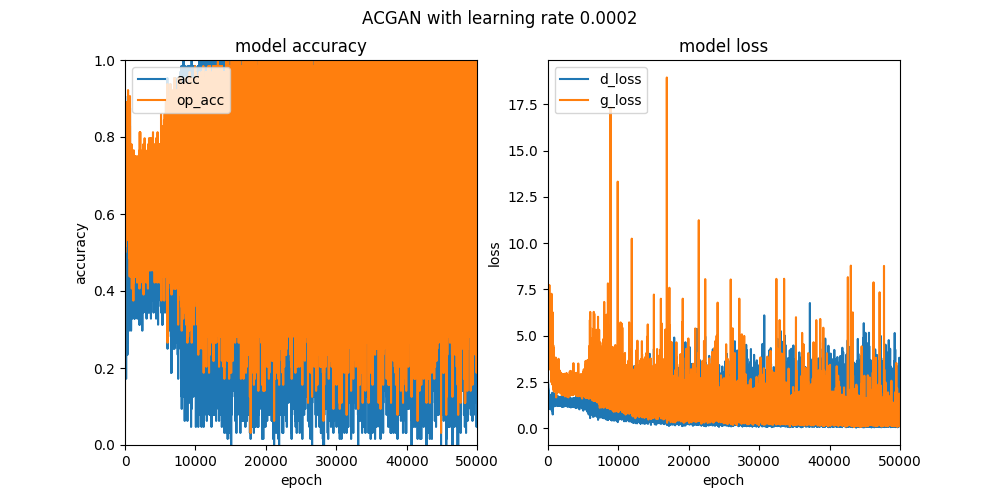 ACGAN with learning rate 0.0002
model accuracy
acc
op_acc
accuracy
1.0
0.8
0.6
0.4
0.2
0.0
0 10000 20000 30000 40000 50000
epoch
model loss
d_loss
g_loss
loss
17.5
15.0
12.5
10.0
7.5
5.0
2.5
0.0
0 10000 20000 30000 40000 50000
epoch